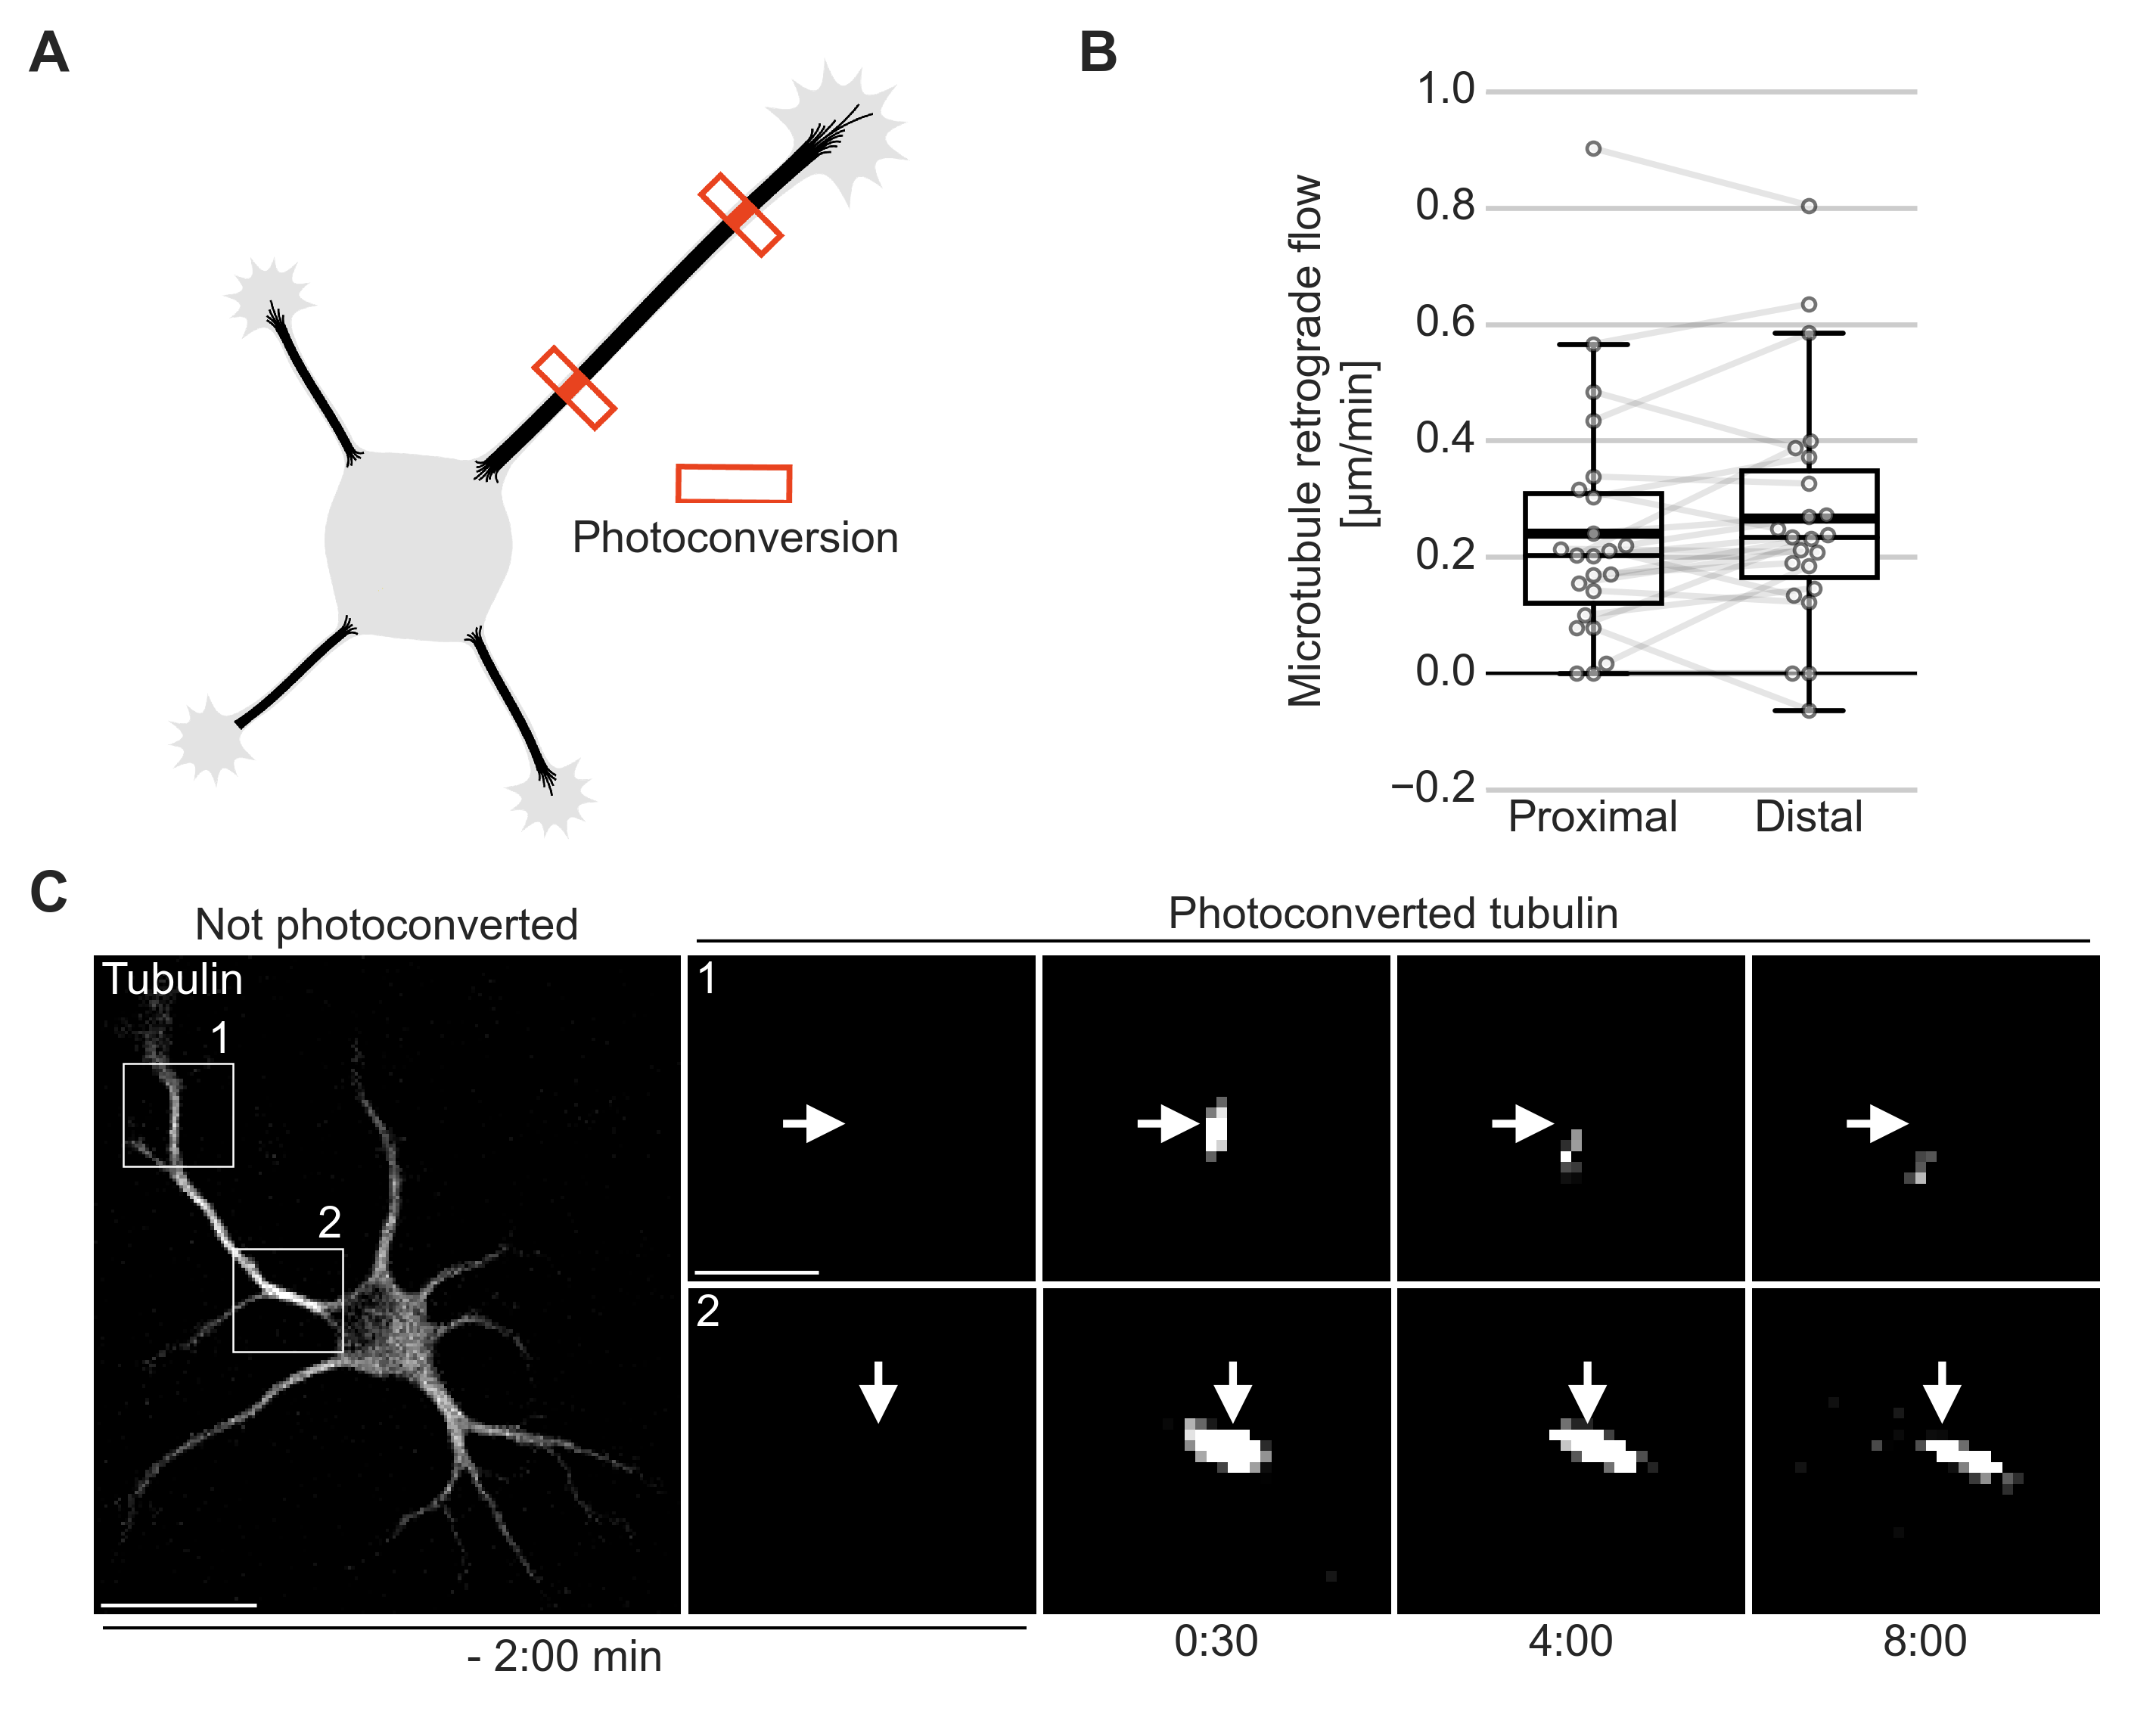 A
Photoconversion
B
Microtubule retrograde flow
[µm/min]
1.0
0.8
0.6
0.4
0.2
0.0
−0.2
Proximal
Distal
C
Not photoconverted
Photoconverted tubulin
Tubulin
1
2
1
2
- 2:00 min
0:30
4:00
8:00